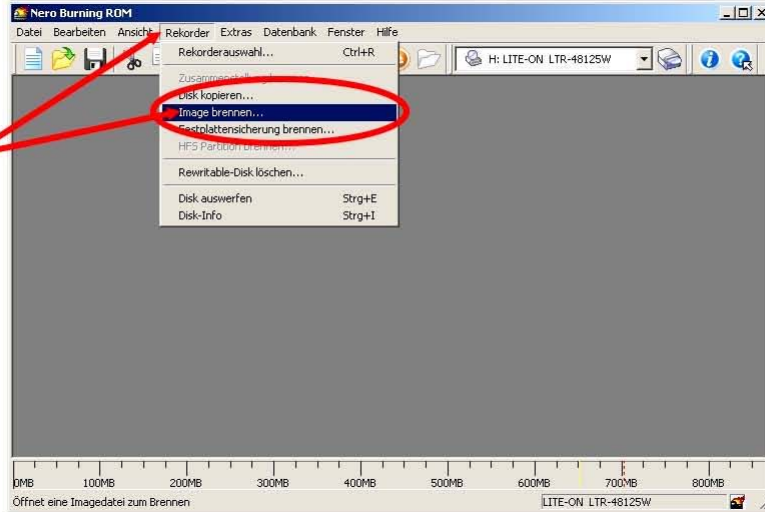 Nero Burning ROM
Datei Bearbeiten Ansicht Rekorder Extras Datenbank Fenster Hilfe
H: LITE-ON LTR-48125W
Rekorderauswahl... Ctrl+R
Disk kopieren...
Image brennen...
Festplattensicherung brennen...
HFS Partition brennen...
Rewritable-Disk löschen...
Disk auswerfen Strg+E
Disk-Info Strg+I
0MB 100MB 200MB 300MB 400MB 500MB 600MB 700MB 800MB
Öffnet eine Imagedatei zum Brennen LITE-ON LTR-48125W